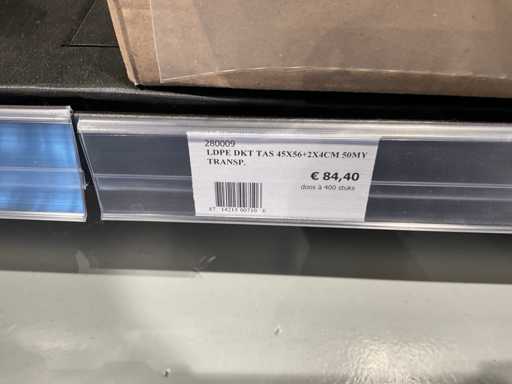 280009
LDPE DKT TAS 45X56+2X4CM 50MY
TRANSP.
€ 84,40
doos à 400 stuks